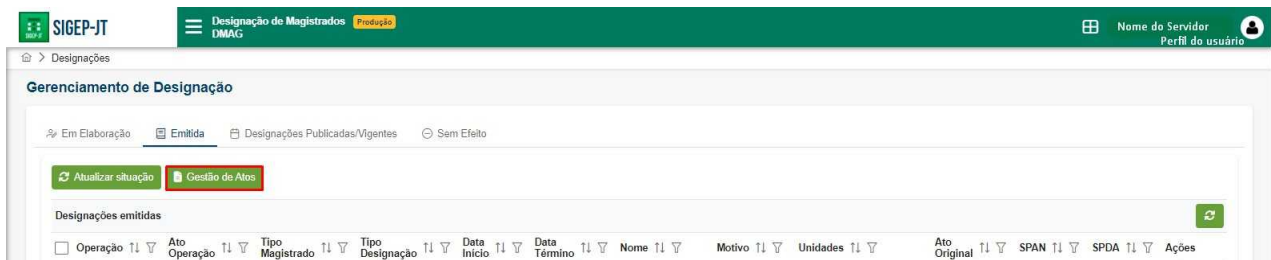 SIGEP-JT
Designação de Magistrados Produção
DMAG
Nome do Servidor
Perfil do usuário
> Designações
Gerenciamento de Designação
Em Elaboração Emitida Designações Publicadas/Vigentes Sem Efeito
Atualizar situação Gestão de Atos
Designações emitidas
Operação Ato Operação Tipo Magistrado Tipo Designação Data Início Data Término Nome Motivo Unidades Ato Original SPAN SPDA Ações